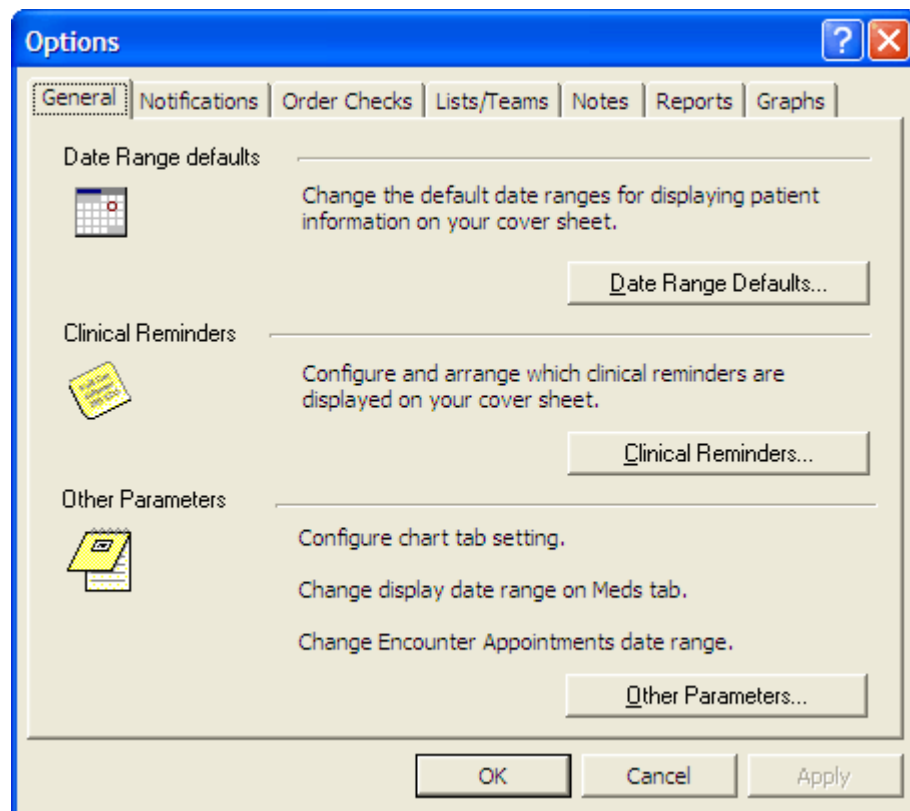 Options
General Notifications Order Checks Lists/Teams Notes Reports Graphs
Date Range defaults
Change the default date ranges for displaying patient
information on your cover sheet.
Date Range Defaults...
Clinical Reminders
Configure and arrange which clinical reminders are
displayed on your cover sheet.
Clinical Reminders...
Other Parameters
Configure chart tab setting.
Change display date range on Meds tab.
Change Encounter Appointments date range.
Other Parameters...
OK Cancel Apply